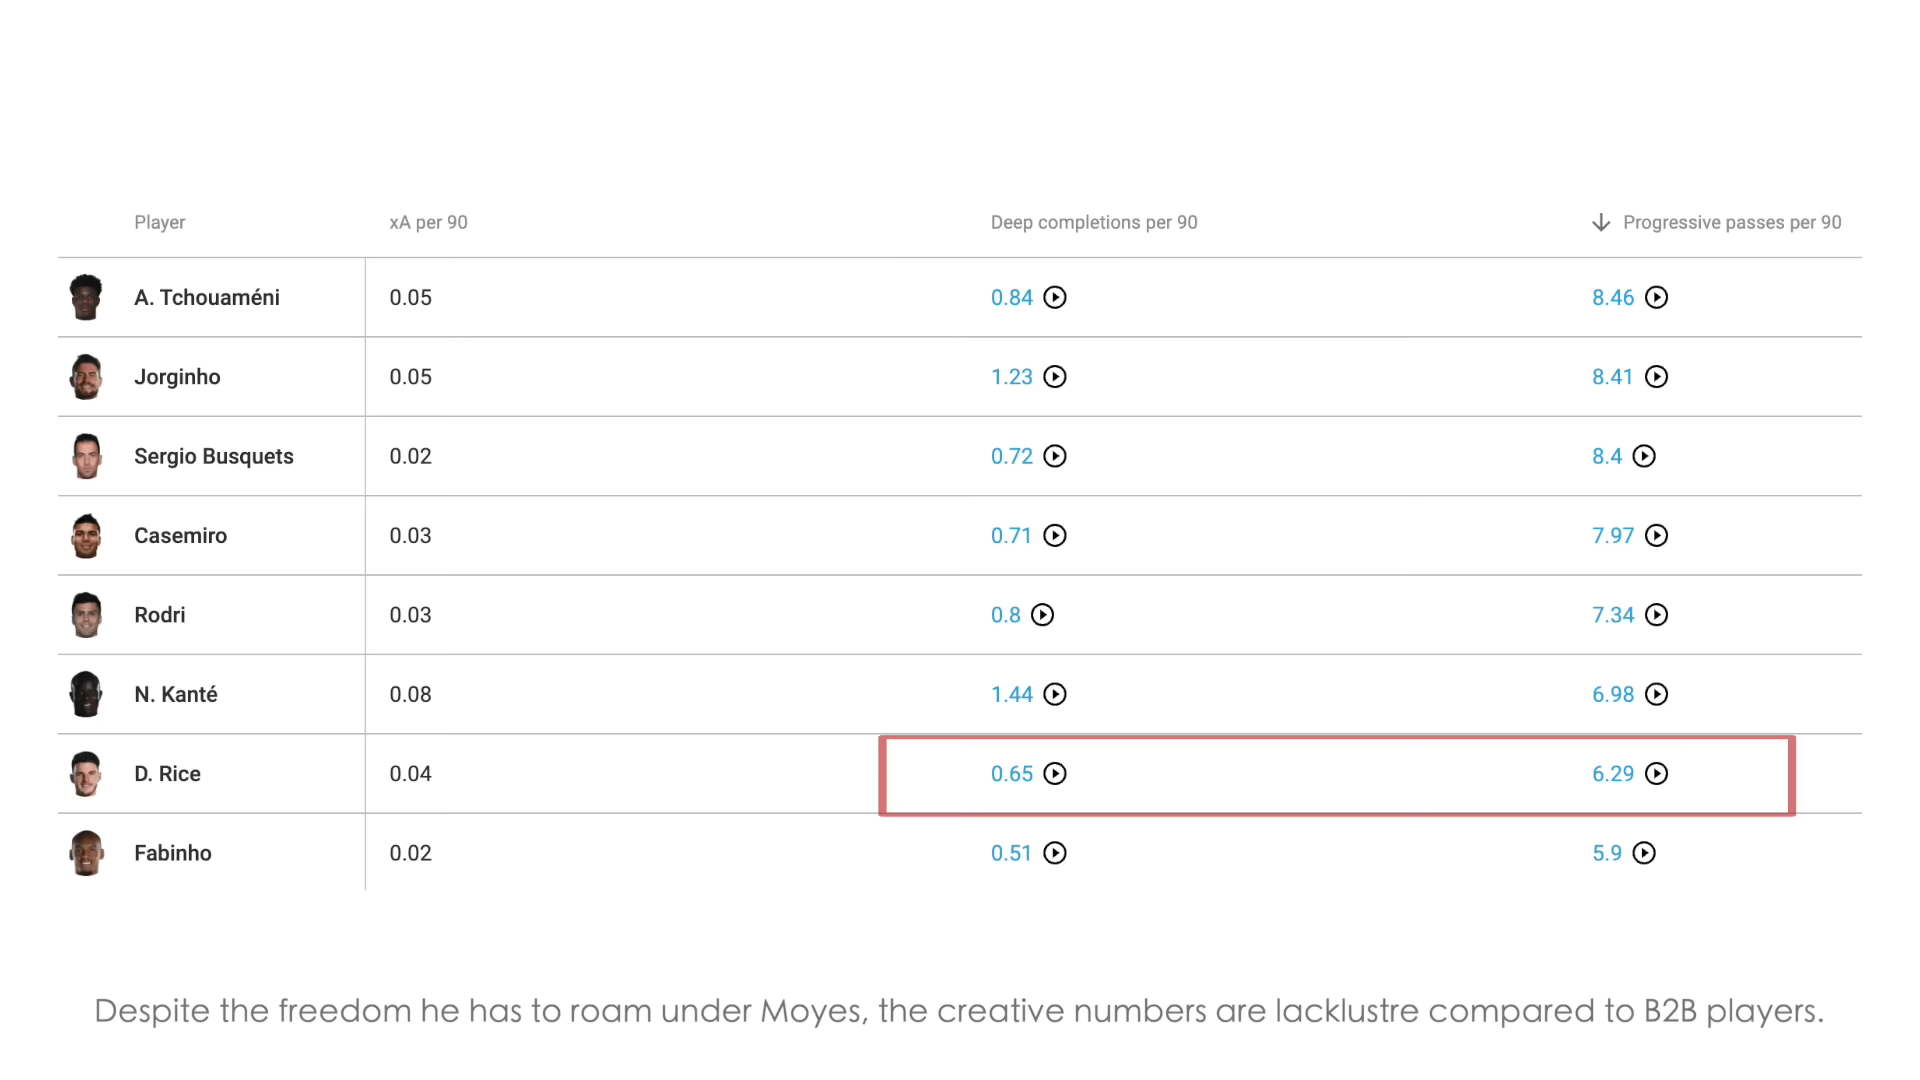 Player xA per 90 Deep completions per 90 Progressive passes per 90
A. Tchouaméni 0.05 0.84 8.46
Jorginho 0.05 1.23 8.41
Sergio Busquets 0.02 0.72 8.4
Casemiro 0.03 0.71 7.97
Rodri 0.03 0.8 7.34
N. Kanté 0.08 1.44 6.98
D. Rice 0.04 0.65 6.29
Fabinho 0.02 0.51 5.9
Despite the freedom he has to roam under Moyes, the creative numbers are lacklustre compared to B2B players.